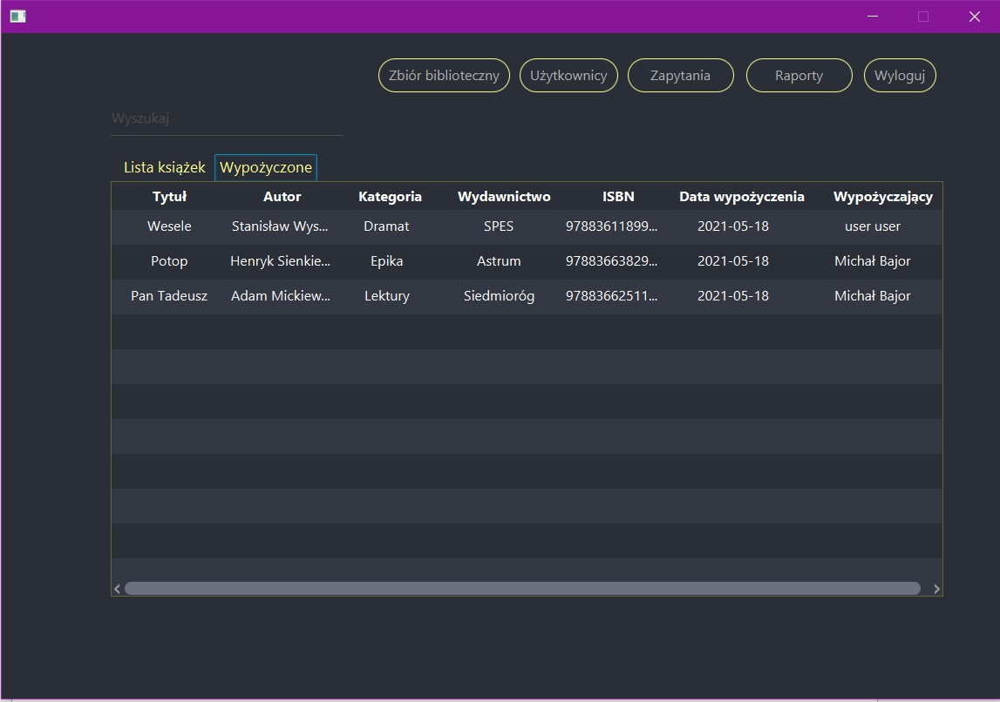 Zbiór biblioteczny Użytkownicy Zapytania Raporty Wyloguj
Wyszukaj
Lista książek Wypożyczone
Tytuł Autor Kategoria Wydawnictwo ISBN Data wypożyczenia Wypożyczający
Wesele Stanisław Wys... Dramat SPES 97883611899... 2021-05-18 user user
Potop Henryk Sienkie... Epika Astrum 97883663829... 2021-05-18 Michał Bajor
Pan Tadeusz Adam Mickiew... Lektury Siedmioróg 97883662511... 2021-05-18 Michał Bajor